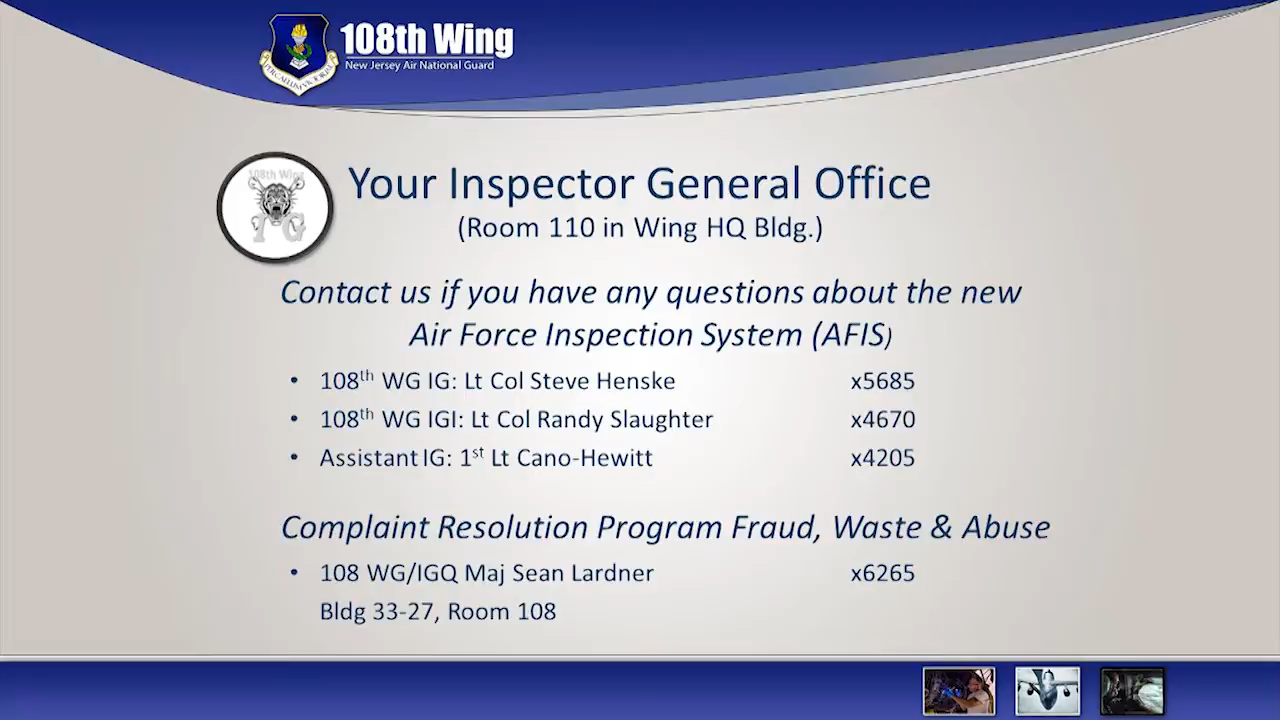 108th Wing
New Jersey Air National Guard
108th Wing
IG
Your Inspector General Office
(Room 110 in Wing HQ Bldg.)
Contact us if you have any questions about the new
Air Force Inspection System (AFIS)
• 108th WG IG: Lt Col Steve Henske x5685
• 108th WG IGI: Lt Col Randy Slaughter x4670
• Assistant IG: 1st Lt Cano-Hewitt x4205
Complaint Resolution Program Fraud, Waste & Abuse
• 108 WG/IGQ Maj Sean Lardner x6265
Bldg 33-27, Room 108